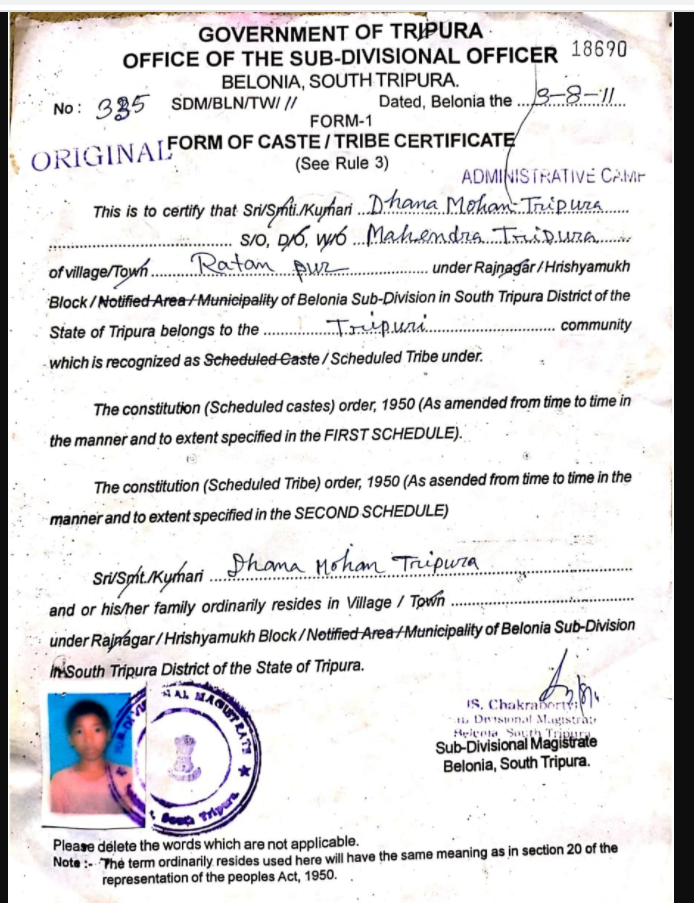 GOVERNMENT OF TRIPURA
OFFICE OF THE SUB-DIVISIONAL OFFICER 18690
BELONIA, SOUTH TRIPURA.
No: 335 SDM/BLN/TW/ // Dated, Belonia the ...3-8-11...
FORM-1
ORIGINAL FORM OF CASTE / TRIBE CERTIFICATE
(See Rule 3)
ADMINISTRATIVE CAMP
This is to certify that Sri/Smti./Kumari ...Dhana Mohan Tripura
S/O, D/O, W/O ..Mahendra Tripura
of village/Town ......Ratan pur...... under Rajnagar / Hrishyamukh
Block / Notified Area / Municipality of Belonia Sub-Division in South Tripura District of the
State of Tripura belongs to the ......Tripuri...... community
which is recognized as Scheduled Caste / Scheduled Tribe under.
The constitution (Scheduled castes) order, 1950 (As amended from time to time in
the manner and to extent specified in the FIRST SCHEDULE).
The constitution (Scheduled Tribe) order, 1950 (As asended from time to time in the
manner and to extent specified in the SECOND SCHEDULE)
Sri/Smt./Kumari ...Dhana Mohan Tripura
and or his/her family ordinarily resides in Village / Town ......
under Rajnagar / Hrishyamukh Block / Notified Area / Municipality of Belonia Sub-Division
in South Tripura District of the State of Tripura.
(S. Chakraborty)
Divisional Magistrate
Belonia, South Tripura
Sub-Divisional Magistrate
Belonia, South Tripura.
MAGISTRATE
South Tripura
Please delete the words which are not applicable.
Note :- The term ordinarily resides used here will have the same meaning as in section 20 of the
representation of the peoples Act, 1950.